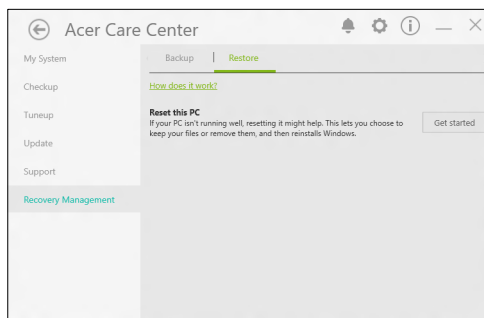 Acer Care Center
My System
Checkup
Tuneup
Update
Support
Recovery Management
Backup | Restore
How does it work?
Reset this PC
If your PC isn't running well, resetting it might help. This lets you choose to
keep your files or remove them, and then reinstalls Windows.
Get started